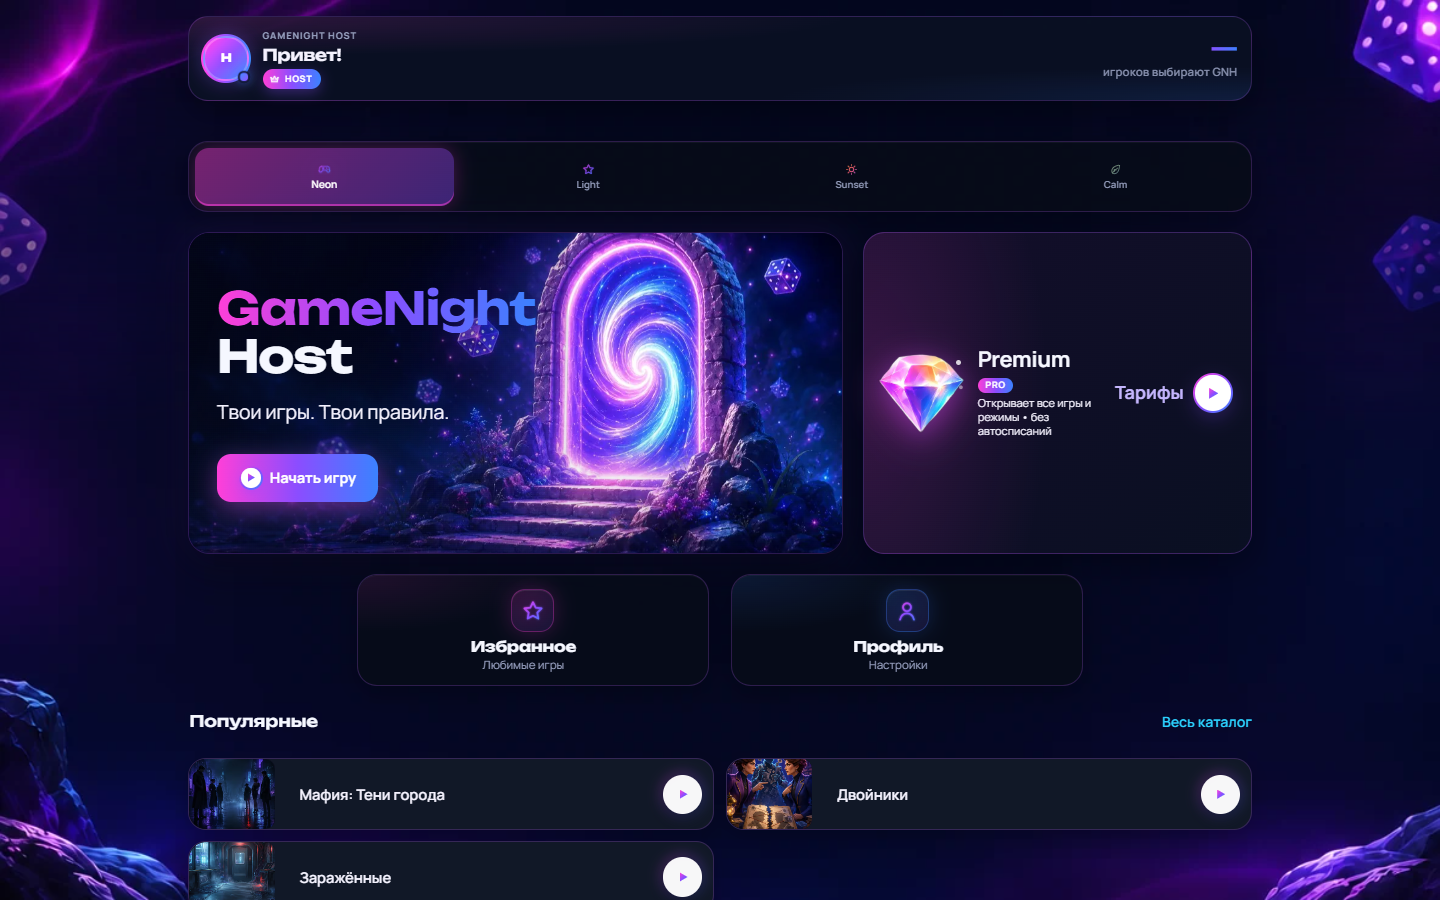 GAMENIGHT HOST
H
Привет!
HOST
—
игроков выбирают GNH
Neon
Light
Sunset
Calm
GameNight
Host
Твои игры. Твои правила.
Начать игру
Premium
PRO
Открывает все игры и
режимы • без
автосписаний
Тарифы
Избранное
Любимые игры
Профиль
Настройки
Популярные
Весь каталог
Мафия: Тени города
Двойники
Заражённые